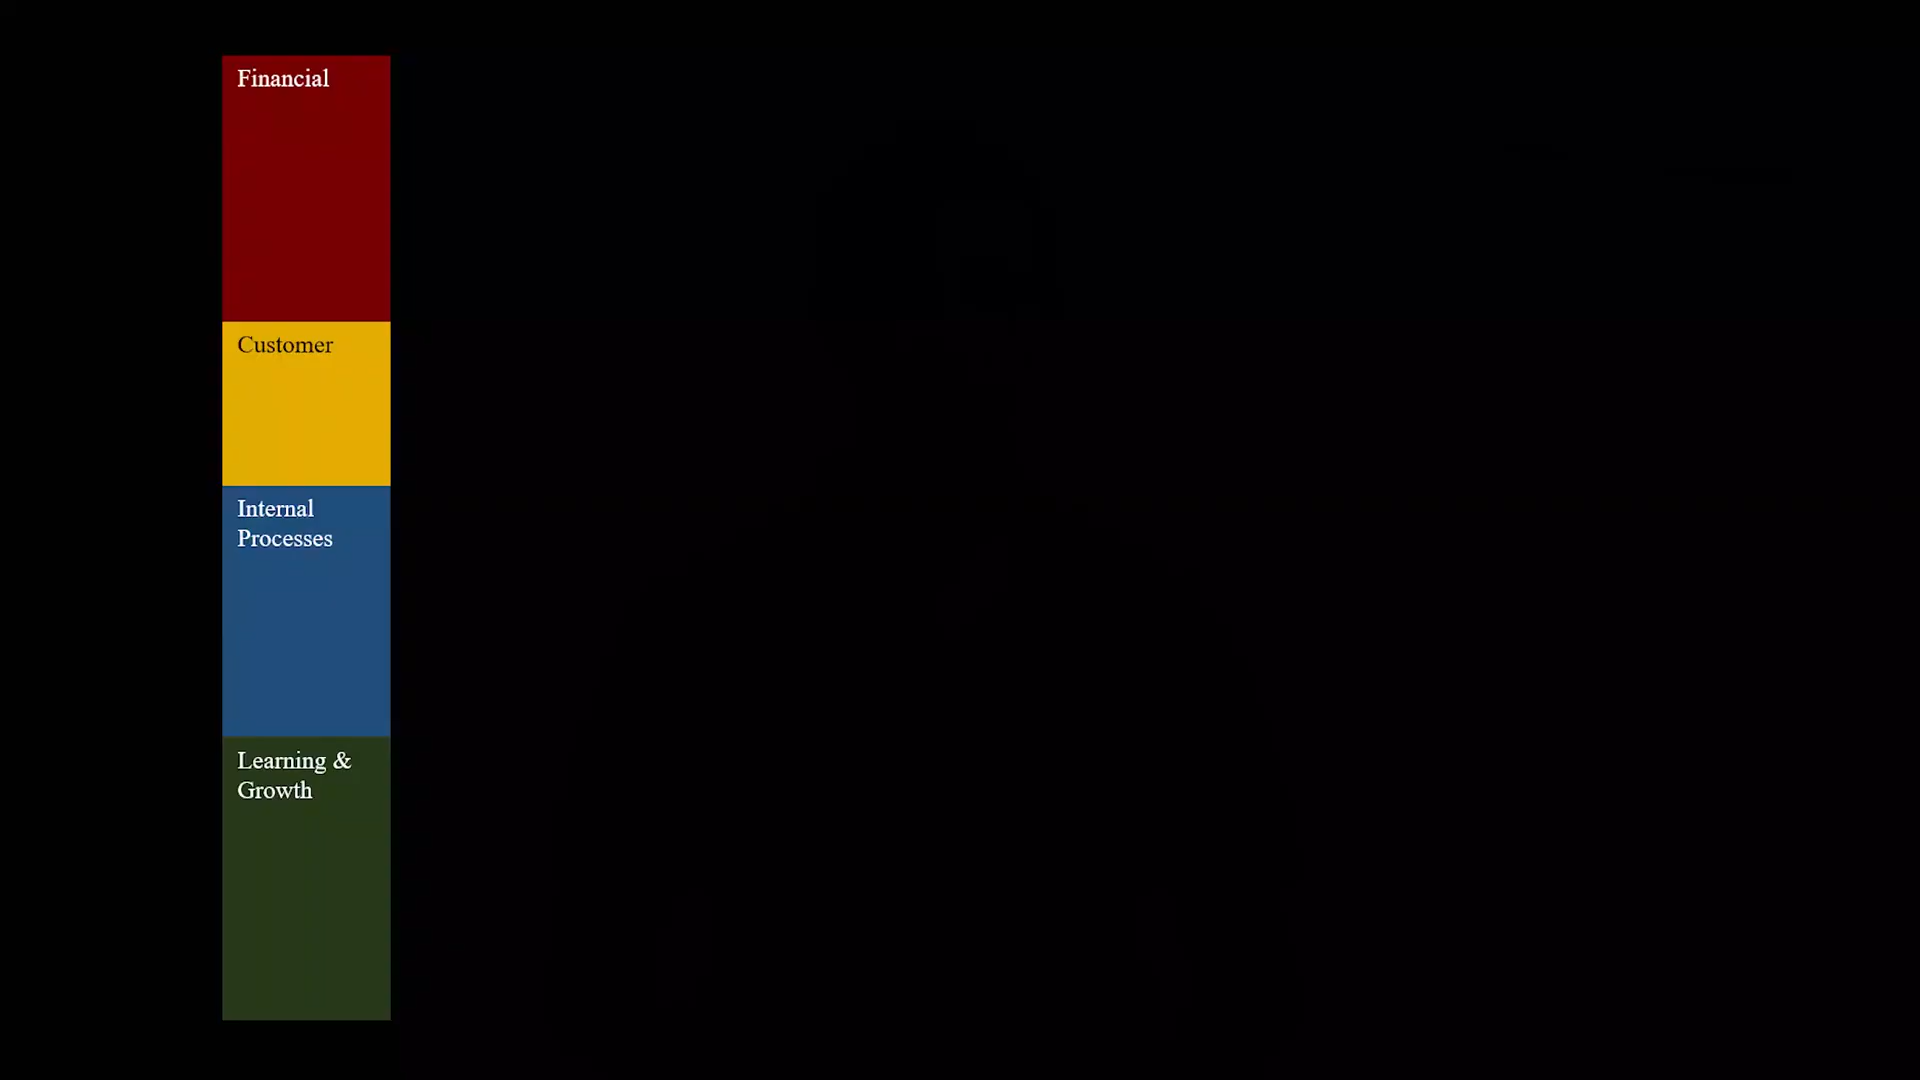 Financial
Customer
Internal
Processes
Learning &
Growth